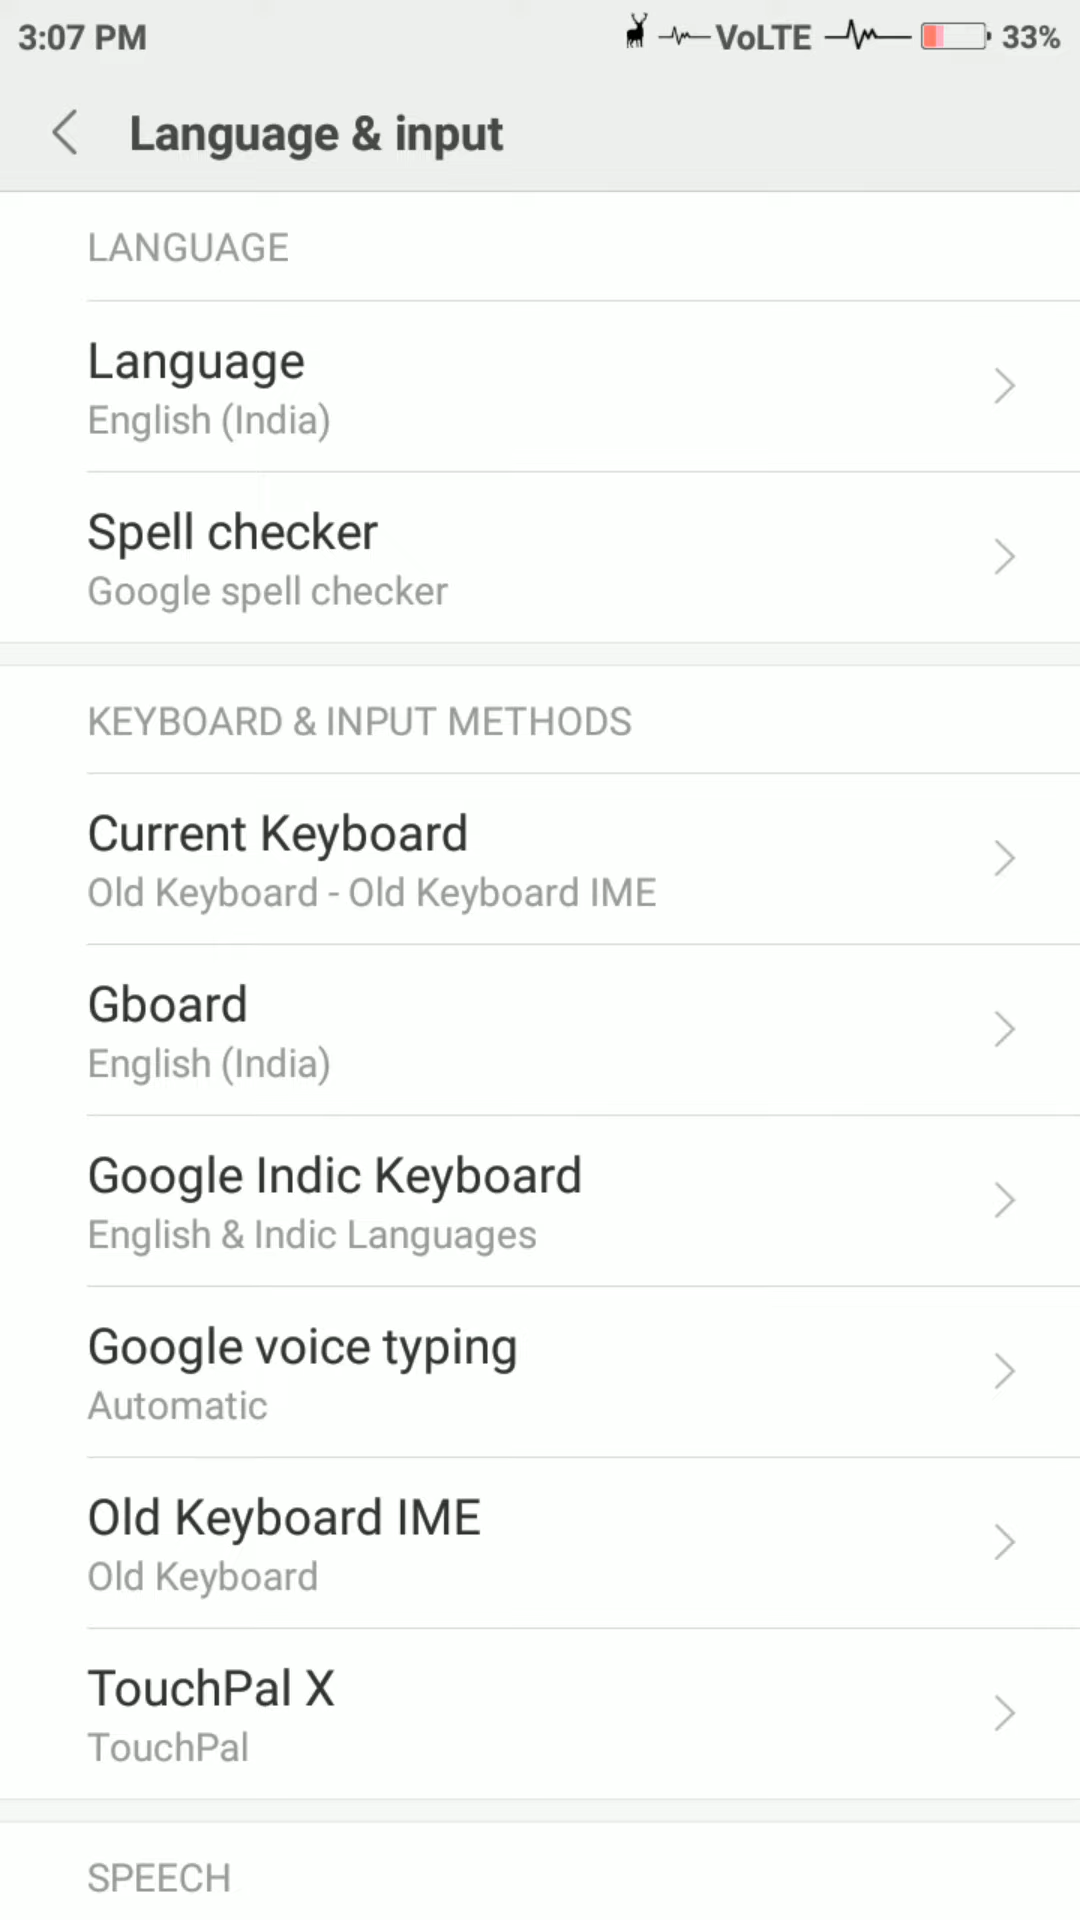 3:07 PM VoLTE 33%
Language & input
LANGUAGE
Language
English (India)
Spell checker
Google spell checker
KEYBOARD & INPUT METHODS
Current Keyboard
Old Keyboard - Old Keyboard IME
Gboard
English (India)
Google Indic Keyboard
English & Indic Languages
Google voice typing
Automatic
Old Keyboard IME
Old Keyboard
TouchPal X
TouchPal
SPEECH